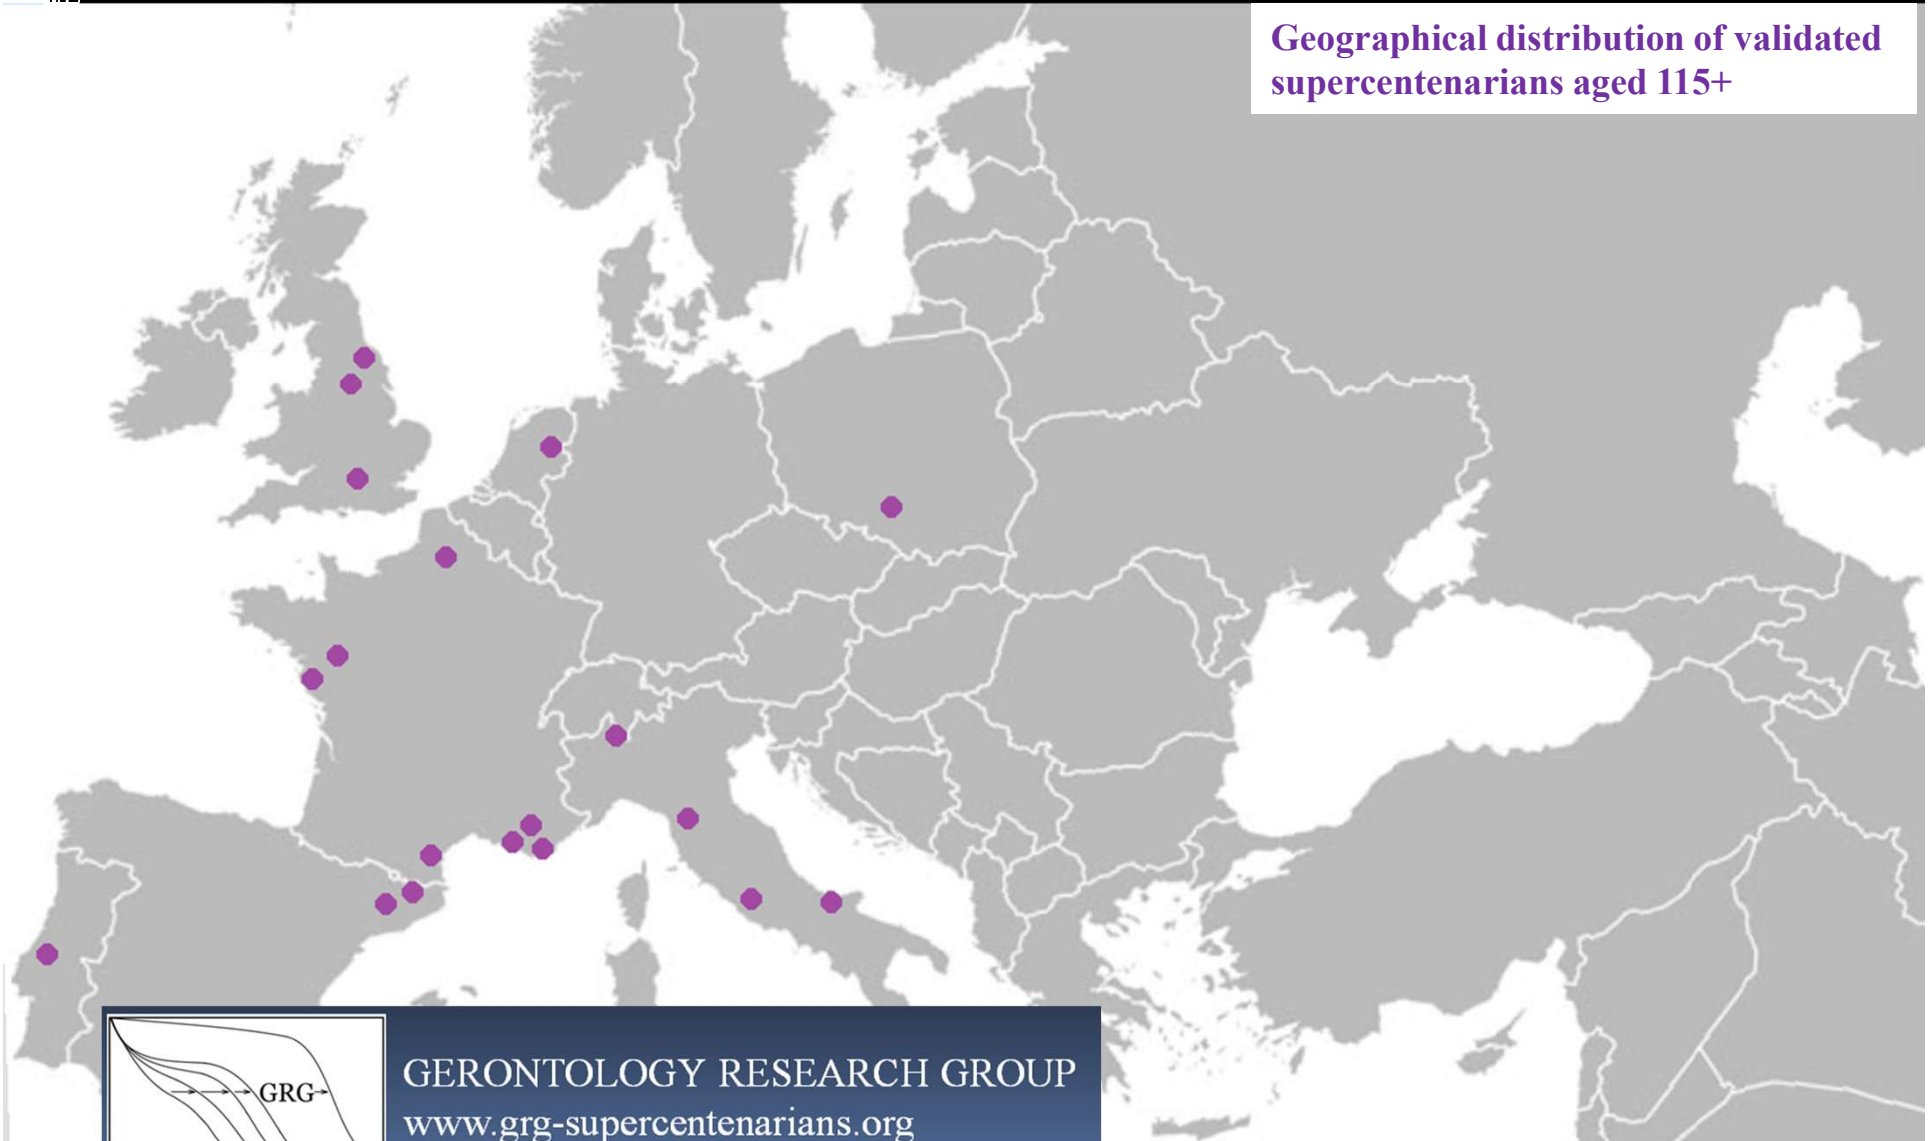 Geographical distribution of validated
supercentenarians aged 115+
GRG
GERONTOLOGY RESEARCH GROUP
www.grg-supercentenarians.org